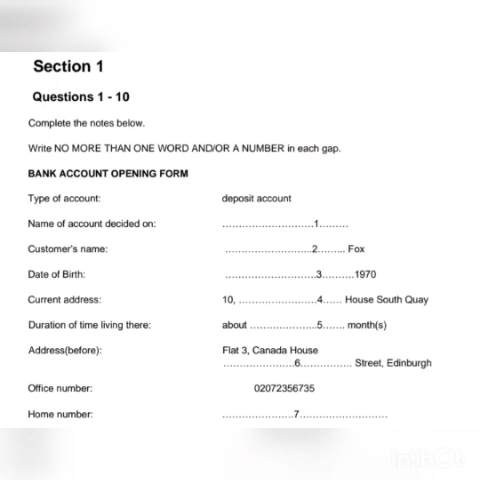 Section 1
Questions 1 - 10
Complete the notes below.
Write NO MORE THAN ONE WORD AND/OR A NUMBER in each gap.
BANK ACCOUNT OPENING FORM
Type of account: deposit account
Name of account decided on: ............................1.........
Customer's name: ..........................2........ Fox
Date of Birth: ............................3.........1970
Current address: 10, ........................4...... House South Quay
Duration of time living there: about ....................5....... month(s)
Address(before): Flat 3, Canada House
......................6................ Street, Edinburgh
Office number: 02072356735
Home number: ......................7...........................
InShot